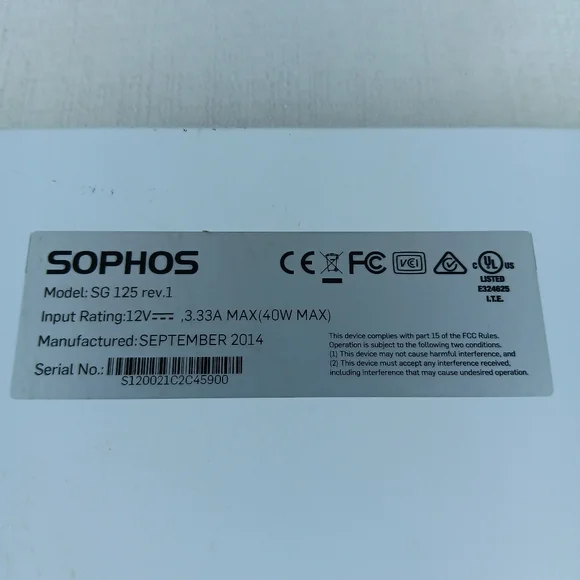 SOPHOS
Model: SG 125 rev.1
Input Rating:12V⎓ ,3.33A MAX(40W MAX)
Manufactured: SEPTEMBER 2014
Serial No.:
S120021C2C45900
CE FC VCI C UL US
LISTED
E324625
I.T.E.
This device complies with part 15 of the FCC Rules.
Operation is subject to the following two conditions.
(1) This device may not cause harmful interference, and
(2) This device must accept any interference received,
including Interference that may cause undesired operation.